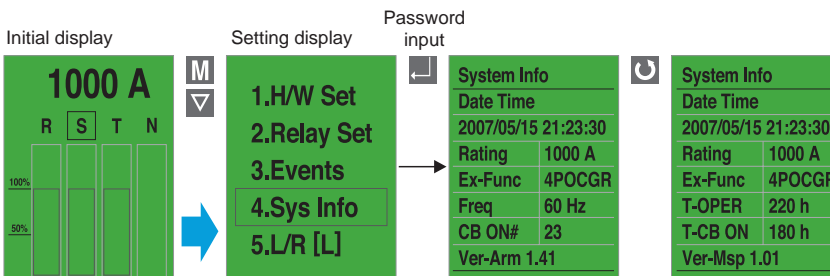 Password
input
Initial display
Setting display
M
1000 A
R S T N
100%
50%
1.H/W Set
2.Relay Set
3.Events
4.Sys Info
5.L/R [L]
System Info
Date Time
2007/05/15 21:23:30
Rating 1000 A
Ex-Func 4POCGR
Freq 60 Hz
CB ON# 23
Ver-Arm 1.41
System Info
Date Time
2007/05/15 21:23:30
Rating 1000 A
Ex-Func 4POCGR
T-OPER 220 h
T-CB ON 180 h
Ver-Msp 1.01